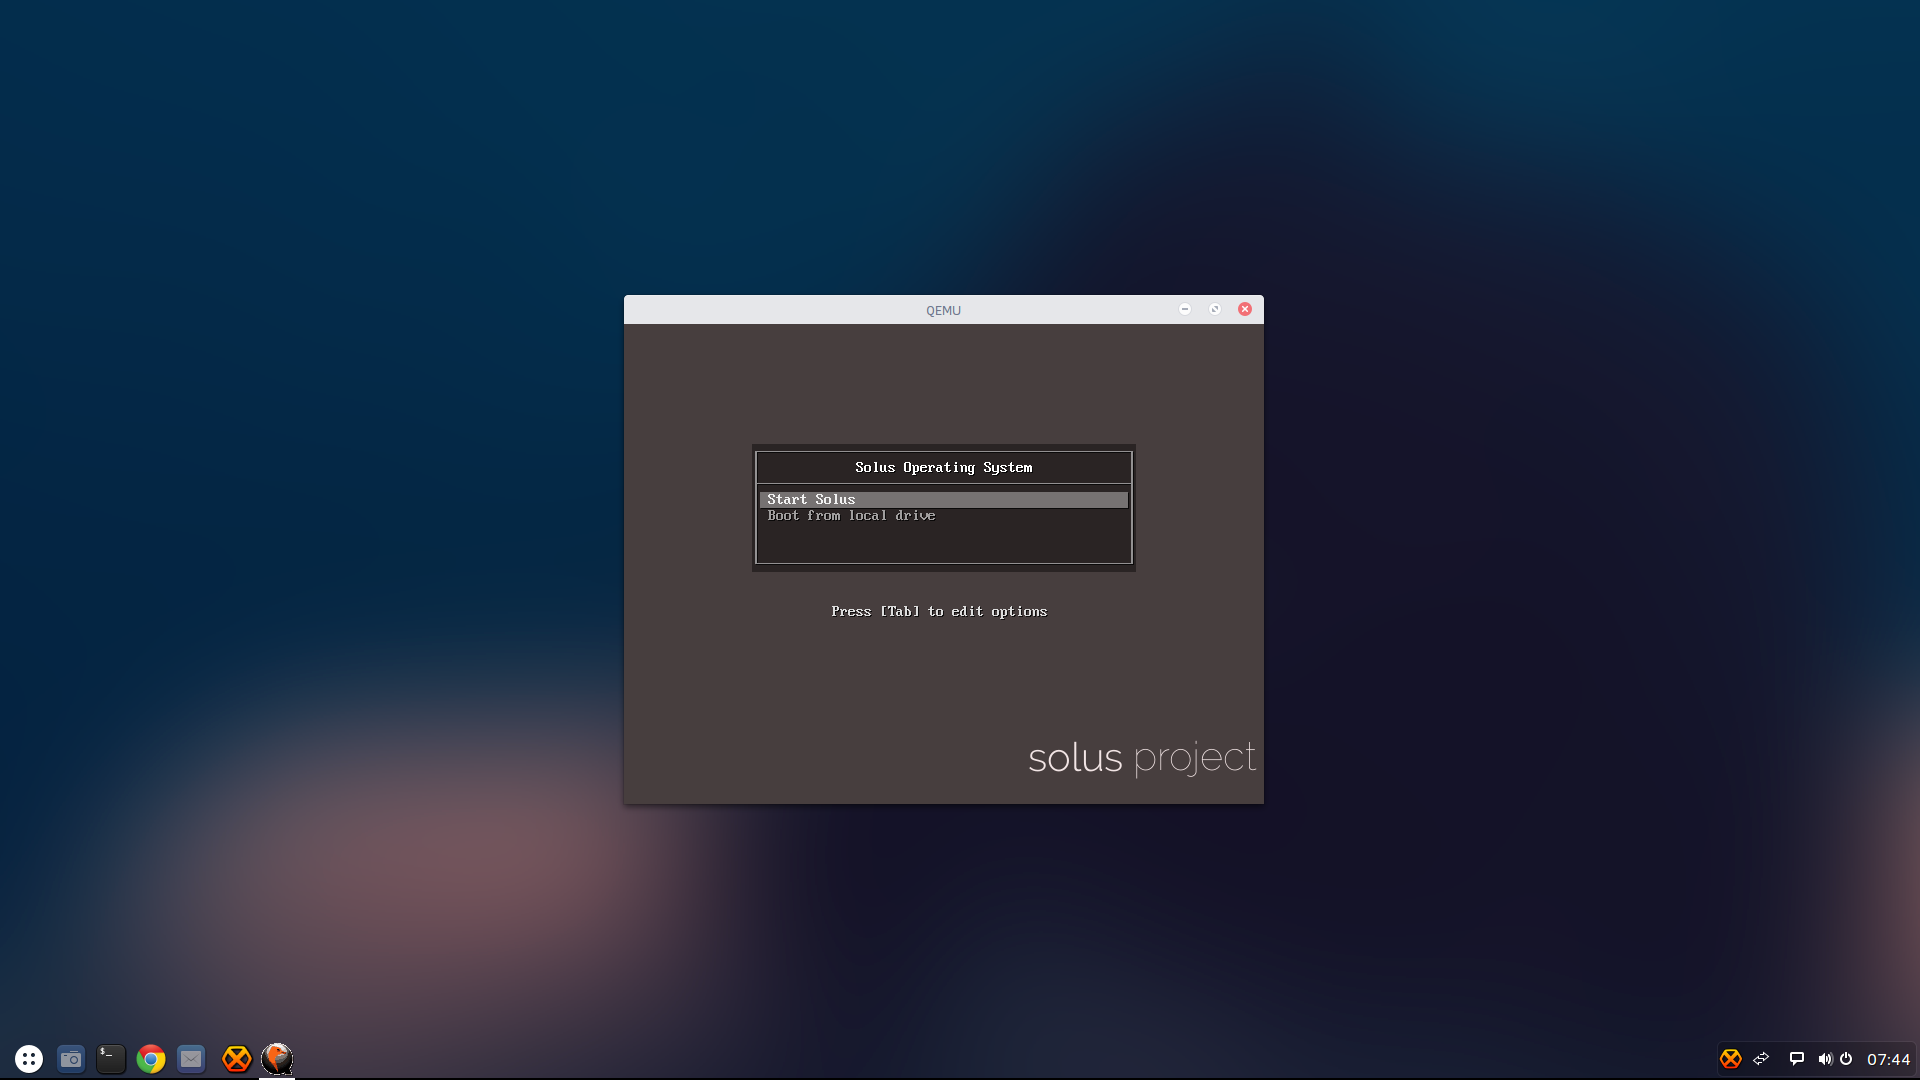 QEMU
Solus Operating System
Start Solus
Boot from local drive
Press [Tab] to edit options
solus project
$_
07:44